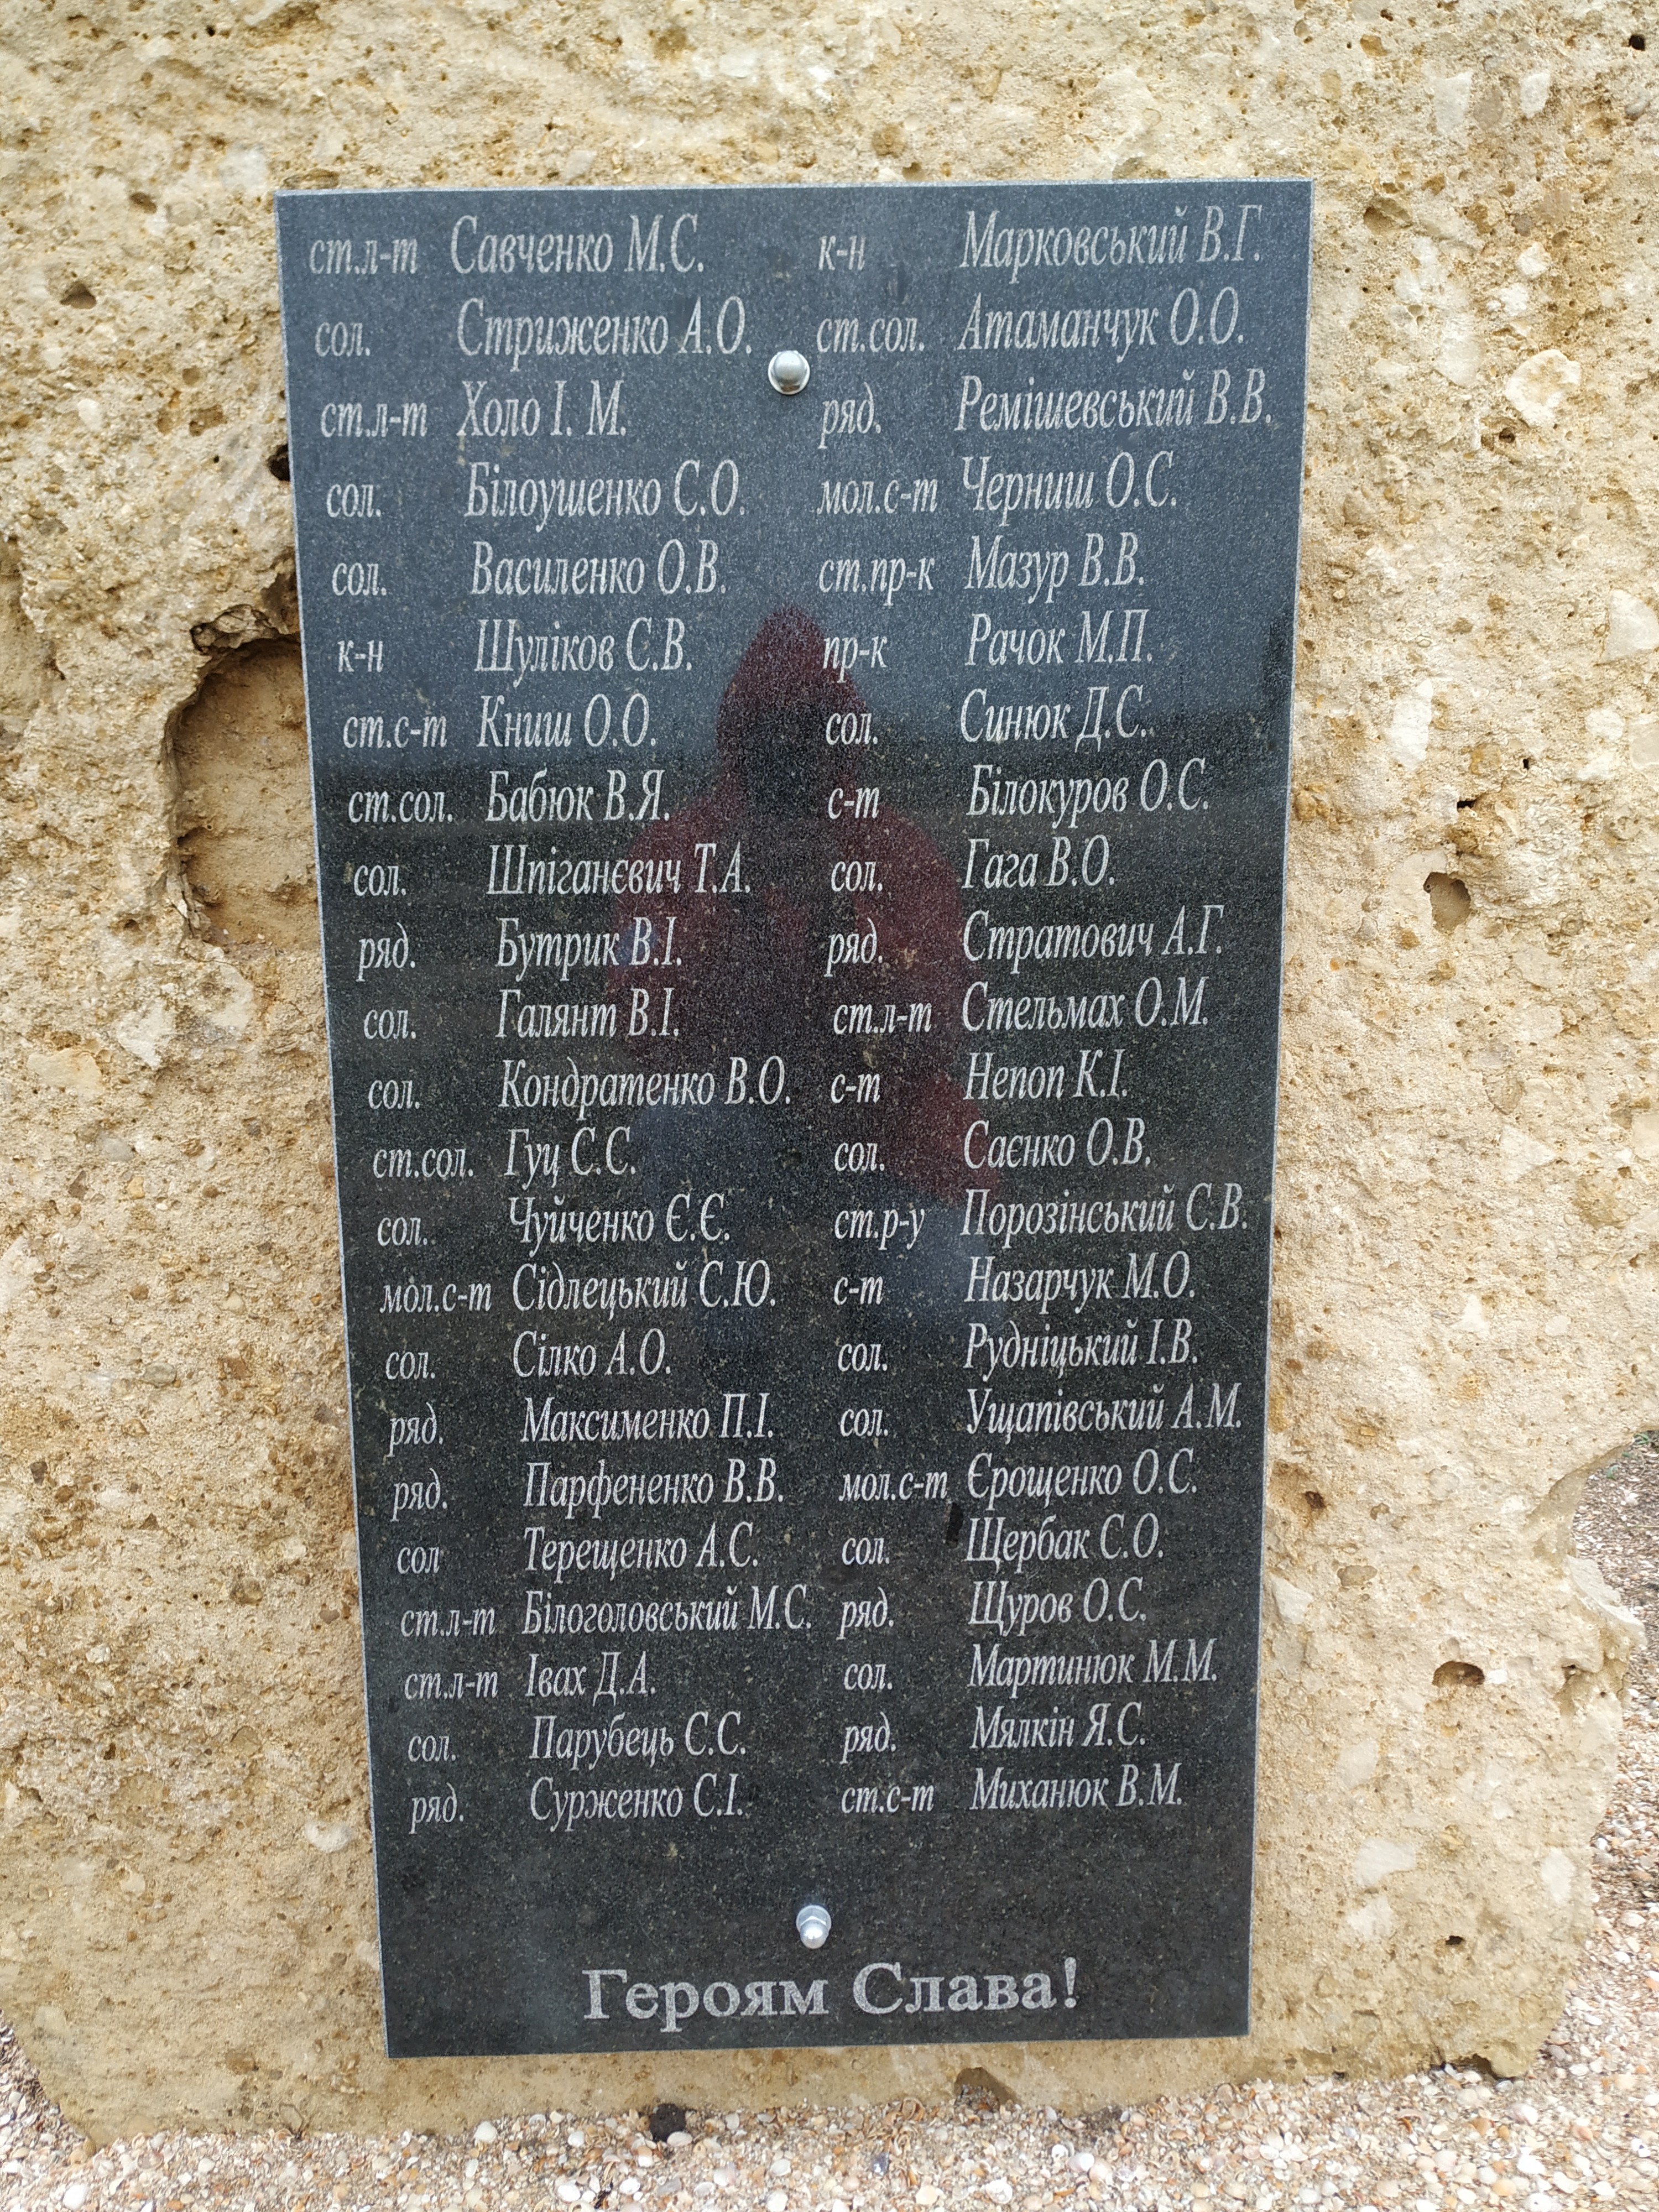 ст.л-т Савченко М.С. к-н Марковський В.Г.
сол. Стриженко А.О. ст.сол. Атаманчук О.О.
ст.л-т Холо І. М. ряд. Ремішевський В.В.
сол. Білоушенко С.О. мол.с-т Черниш О.С.
сол. Василенко О.В. ст.пр-к Мазур В.В.
к-н Шуліков С.В. пр-к Рачок М.П.
ст.с-т Книш О.О. сол. Синюк Д.С.
ст.сол. Бабюк В.Я. с-т Білокуров О.С.
сол. Шпіганєвич Т.А. сол. Гага В.О.
ряд. Бутрик В.І. ряд. Стратович А.Г.
сол. Галянт В.І. ст.л-т Стельмах О.М.
сол. Кондратенко В.О. с-т Непоп К.І.
ст.сол. Гуц С.С. сол. Саєнко О.В.
сол. Чуйченко Є.Є. ст.р-у Порозінський С.В.
мол.с-т Сідлецький С.Ю. с-т Назарчук М.О.
сол. Сілко А.О. сол. Рудніцький І.В.
ряд. Максименко П.І. сол. Ущапівський А.М.
ряд. Парфененко В.В. мол.с-т Єрощенко О.С.
сол Терещенко А.С. сол. Щербак С.О.
ст.л-т Білоголовський М.С. ряд. Щуров О.С.
ст.л-т Івах Д.А. сол. Мартинюк М.М.
сол. Парубець С.С. ряд. Мялкін Я.С.
ряд. Сурженко С.І. ст.с-т Миханюк В.М.
Героям Слава!